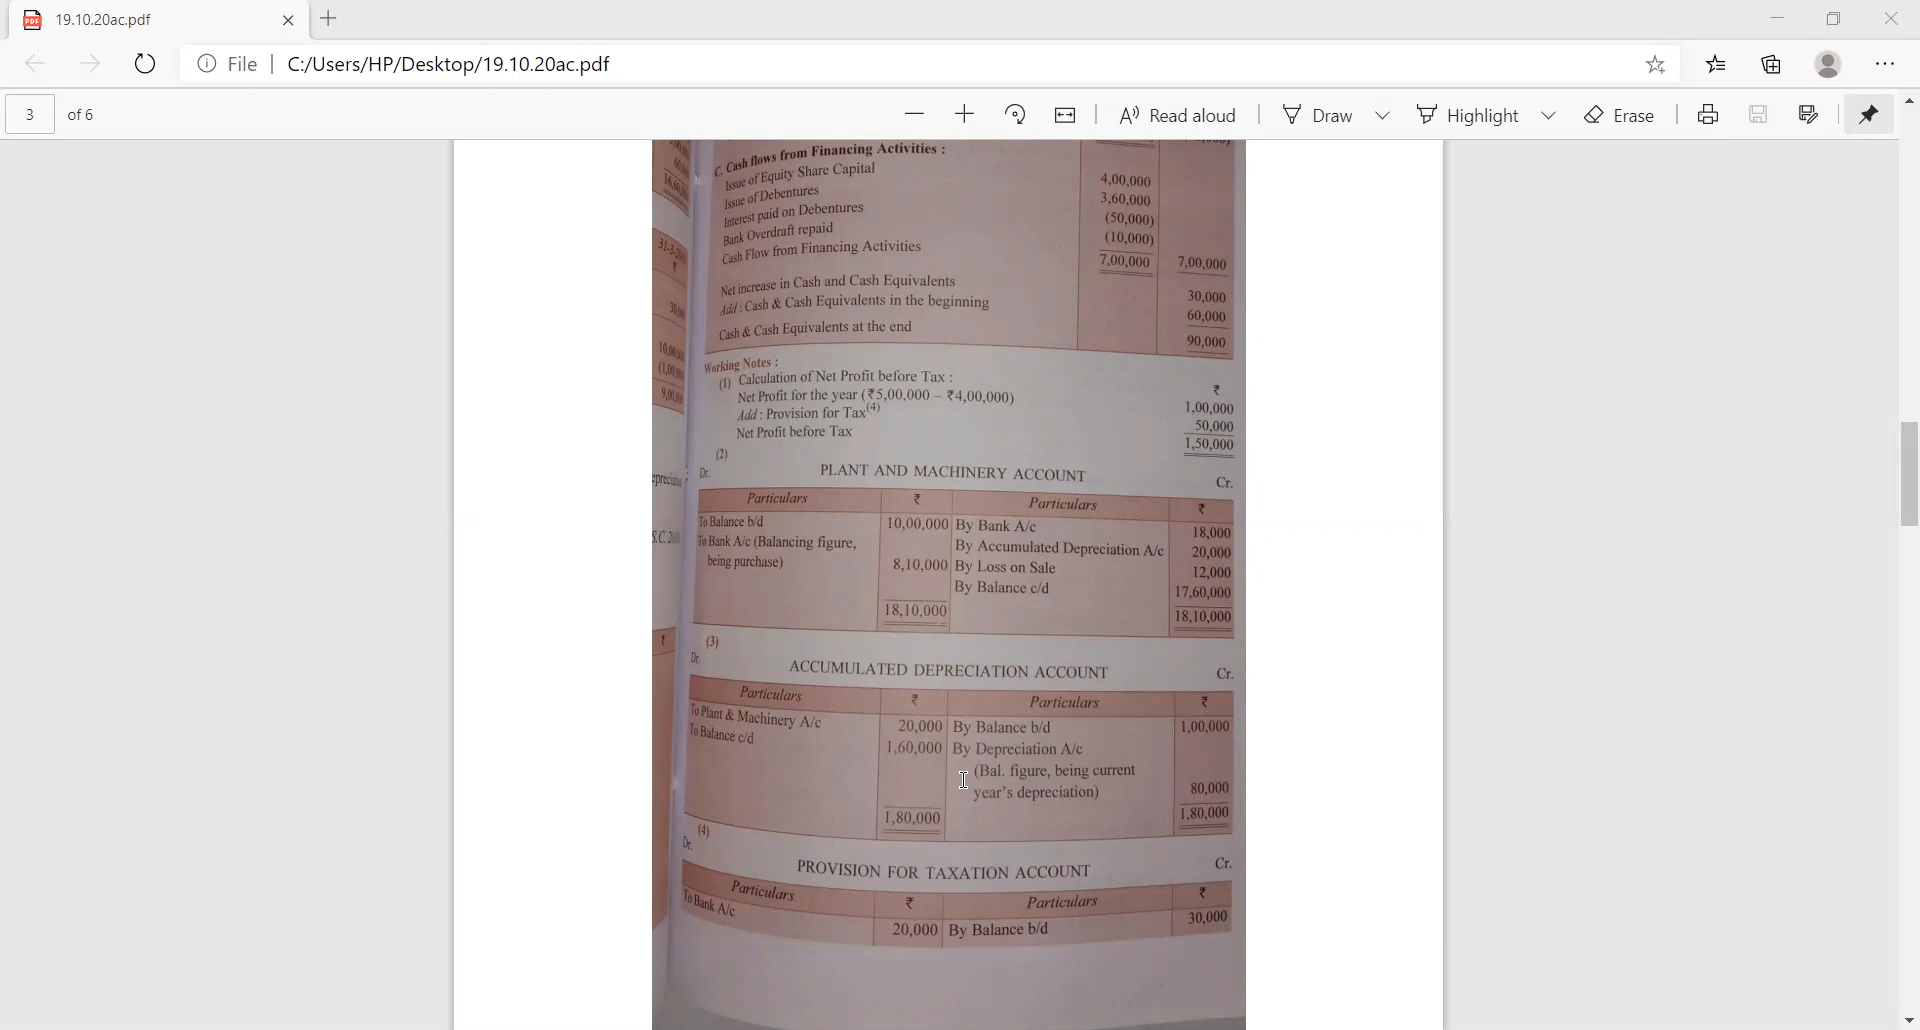 19.10.20ac.pdf
File C:/Users/HP/Desktop/19.10.20ac.pdf
3 of 6 Read aloud Draw Highlight Erase
C. Cash flows from Financing Activities :
Issue of Equity Share Capital 4,00,000
Issue of Debentures 3,60,000
Interest paid on Debentures (50,000)
Bank Overdraft repaid (10,000)
Cash Flow from Financing Activities 7,00,000 7,00,000
Net increase in Cash and Cash Equivalents 30,000
Add : Cash & Cash Equivalents in the beginning 60,000
Cash & Cash Equivalents at the end 90,000
Working Notes :
(1) Calculation of Net Profit before Tax : ₹
Net Profit for the year (₹5,00,000 – ₹4,00,000) 1,00,000
Add : Provision for Tax(4) 50,000
Net Profit before Tax 1,50,000
(2)
Dr. PLANT AND MACHINERY ACCOUNT Cr.
Particulars ₹ Particulars ₹
To Balance b/d 10,00,000 By Bank A/c 18,000
To Bank A/c (Balancing figure, By Accumulated Depreciation A/c 20,000
being purchase) 8,10,000 By Loss on Sale 12,000
By Balance c/d 17,60,000
18,10,000 18,10,000
(3)
Dr. ACCUMULATED DEPRECIATION ACCOUNT Cr.
Particulars ₹ Particulars ₹
To Plant & Machinery A/c 20,000 By Balance b/d 1,00,000
To Balance c/d 1,60,000 By Depreciation A/c
(Bal. figure, being current
year's depreciation) 80,000
1,80,000 1,80,000
(4)
Dr. PROVISION FOR TAXATION ACCOUNT Cr.
Particulars ₹ Particulars ₹
To Bank A/c 20,000 By Balance b/d 30,000